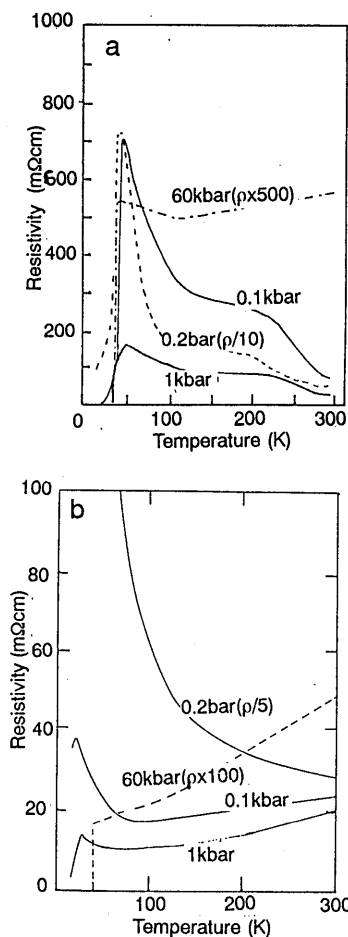 1000
a
800
600
400
200
Resistivity (mΩcm)
60kbar(ρx500)
0.1kbar
0.2bar(ρ/10)
1kbar
0
100
200
300
Temperature (K)
100
b
80
60
40
20
0
Resistivity (mΩcm)
0.2bar(ρ/5)
60kbar(ρx100)
0.1kbar
1kbar
100
200
300
Temperature (K)